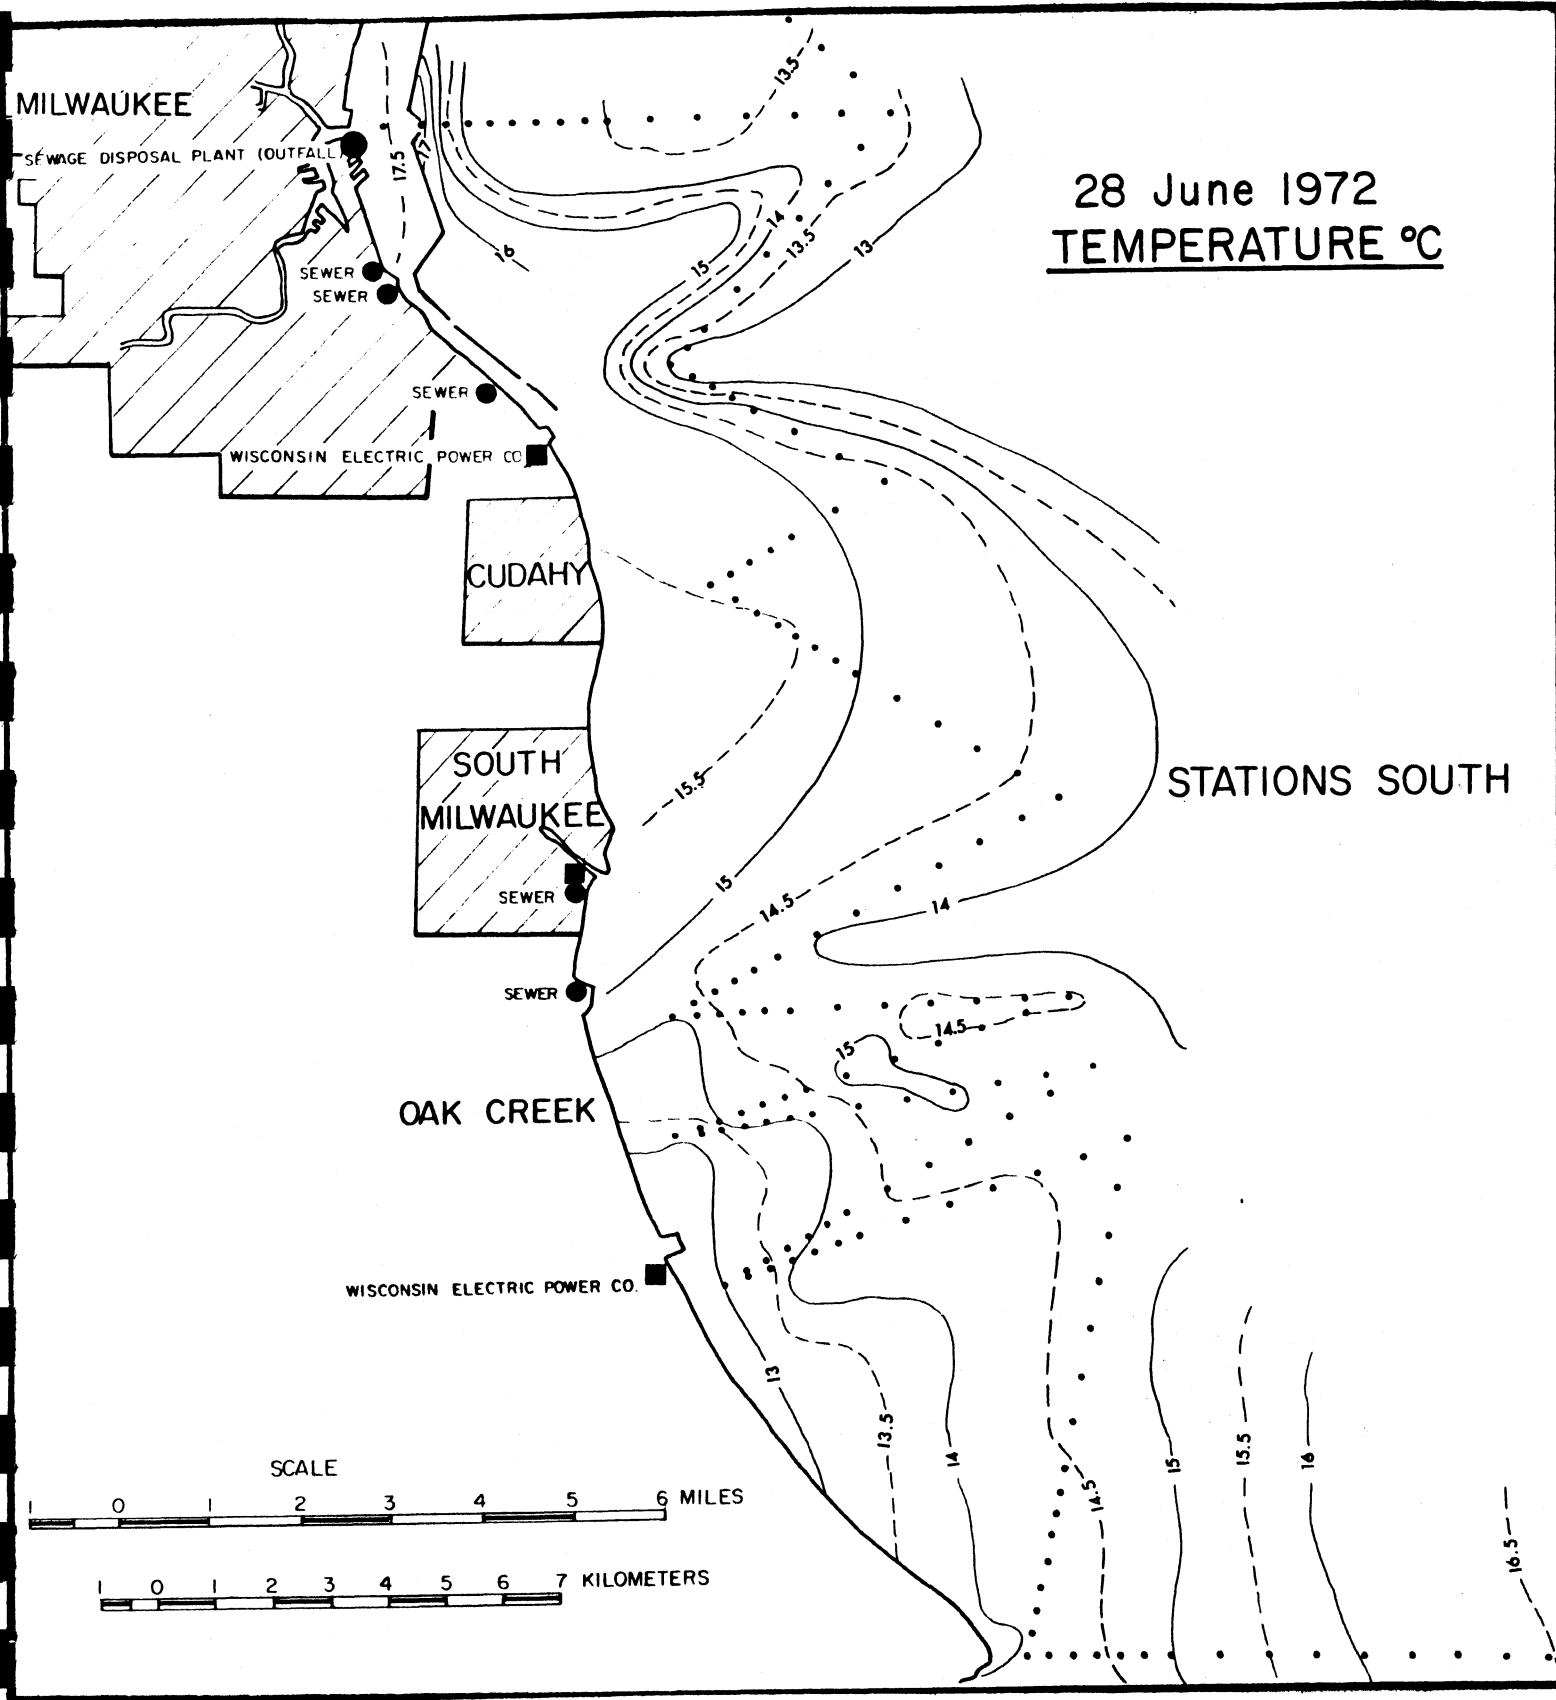 13.5
MILWAUKEE
SEWAGE DISPOSAL PLANT (OUTFALL)
17.5
17
28 June 1972
TEMPERATURE °C
14
13.5
13
16
15
SEWER
SEWER
SEWER
WISCONSIN ELECTRIC POWER CO
CUDAHY
SOUTH
MILWAUKEE
15.5
STATIONS SOUTH
15
14.5
14
SEWER
SEWER
14.5
15
OAK CREEK
WISCONSIN ELECTRIC POWER CO.
13
13.5
14
14.5
15
15.5
16
16.5
SCALE
1 0 1 2 3 4 5 6 MILES
1 0 1 2 3 4 5 6 7 KILOMETERS